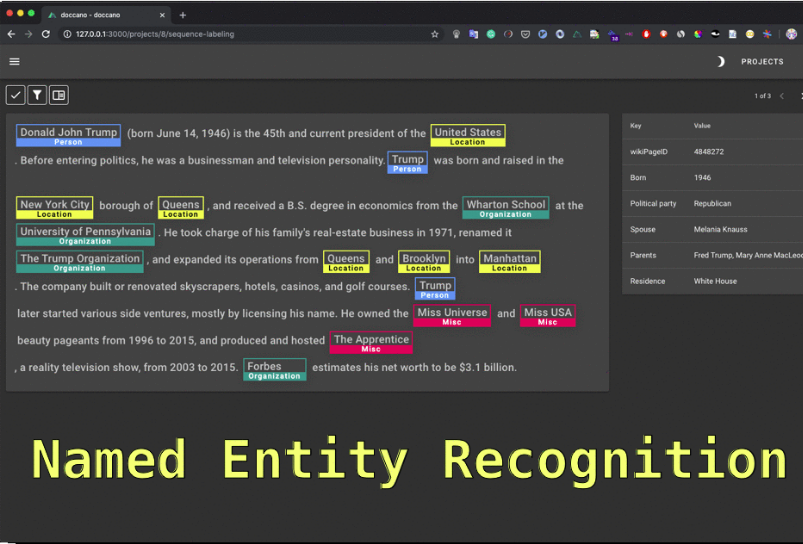 doccano - doccano
127.0.0.1:3000/projects/8/sequence-labeling
PROJECTS
1 of 3
Donald John Trump (born June 14, 1946) is the 45th and current president of the United States
Person Location
. Before entering politics, he was a businessman and television personality. Trump was born and raised in the
Person
New York City borough of Queens , and received a B.S. degree in economics from the Wharton School at the
Location Location Organization
University of Pennsylvania . He took charge of his family's real-estate business in 1971, renamed it
Organization
The Trump Organization , and expanded its operations from Queens and Brooklyn into Manhattan
Organization Location Location Location
. The company built or renovated skyscrapers, hotels, casinos, and golf courses. Trump
Person
later started various side ventures, mostly by licensing his name. He owned the Miss Universe and Miss USA
Misc Misc
beauty pageants from 1996 to 2015, and produced and hosted The Apprentice
Misc
, a reality television show, from 2003 to 2015. Forbes estimates his net worth to be $3.1 billion.
Organization
Key Value
wikiPageID 4848272
Born 1946
Political party Republican
Spouse Melania Knauss
Parents Fred Trump, Mary Anne MacLeod
Residence White House
Named Entity Recognition